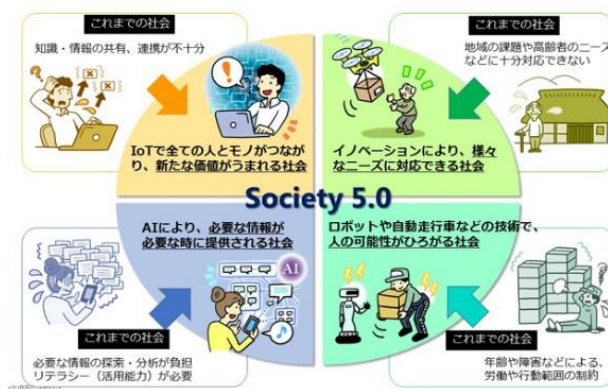 これまでの社会
知識・情報の共有、連携が不十分
これまでの社会
地域の課題や高齢者のニーズ
などに十分対応できない
IoTで全ての人とモノがつなが
り、新たな価値がうまれる社会
イノベーションにより、様々
なニーズに対応できる社会
Society 5.0
AIにより、必要な情報が
必要な時に提供される社会
AI
ロボットや自動走行車などの技術で、
人の可能性がひろがる社会
これまでの社会
必要な情報の探索・分析が負担
リテラシー（活用能力）が必要
これまでの社会
年齢や障害などによる、
労働や行動範囲の制約